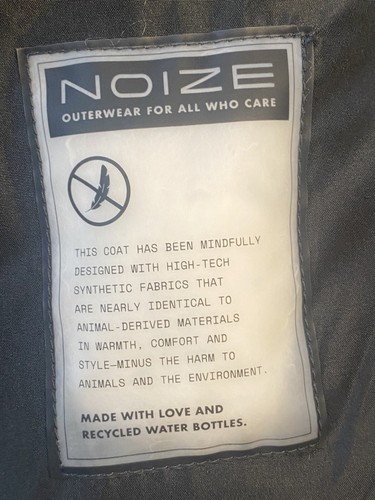 NOIZE
OUTERWEAR FOR ALL WHO CARE
THIS COAT HAS BEEN MINDFULLY
DESIGNED WITH HIGH-TECH
SYNTHETIC FABRICS THAT
ARE NEARLY IDENTICAL TO
ANIMAL-DERIVED MATERIALS
IN WARMTH, COMFORT AND
STYLE—MINUS THE HARM TO
ANIMALS AND THE ENVIRONMENT.
MADE WITH LOVE AND
RECYCLED WATER BOTTLES.